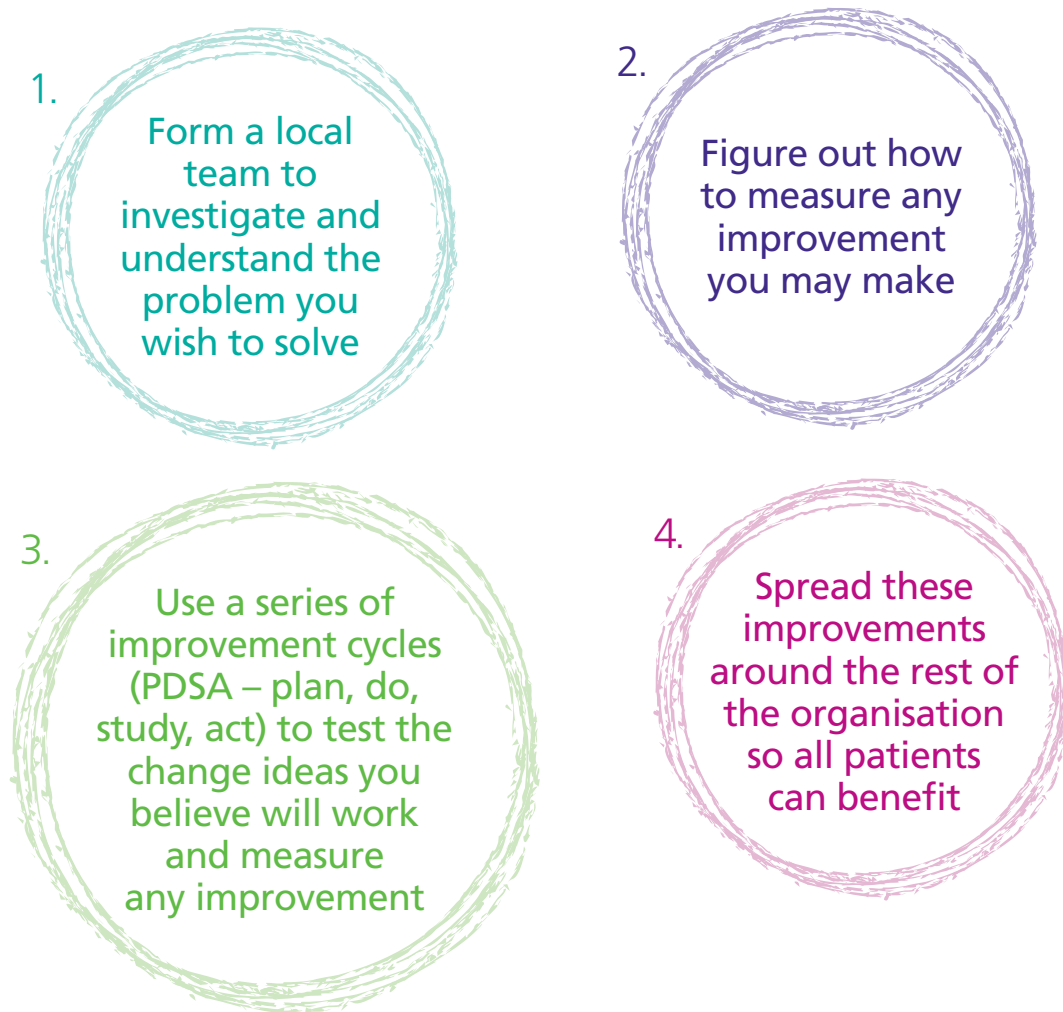 1.
Form a local
team to
investigate and
understand the
problem you
wish to solve
2.
Figure out how
to measure any
improvement
you may make
3.
Use a series of
improvement cycles
(PDSA – plan, do,
study, act) to test the
change ideas you
believe will work
and measure
any improvement
4.
Spread these
improvements
around the rest of
the organisation
so all patients
can benefit